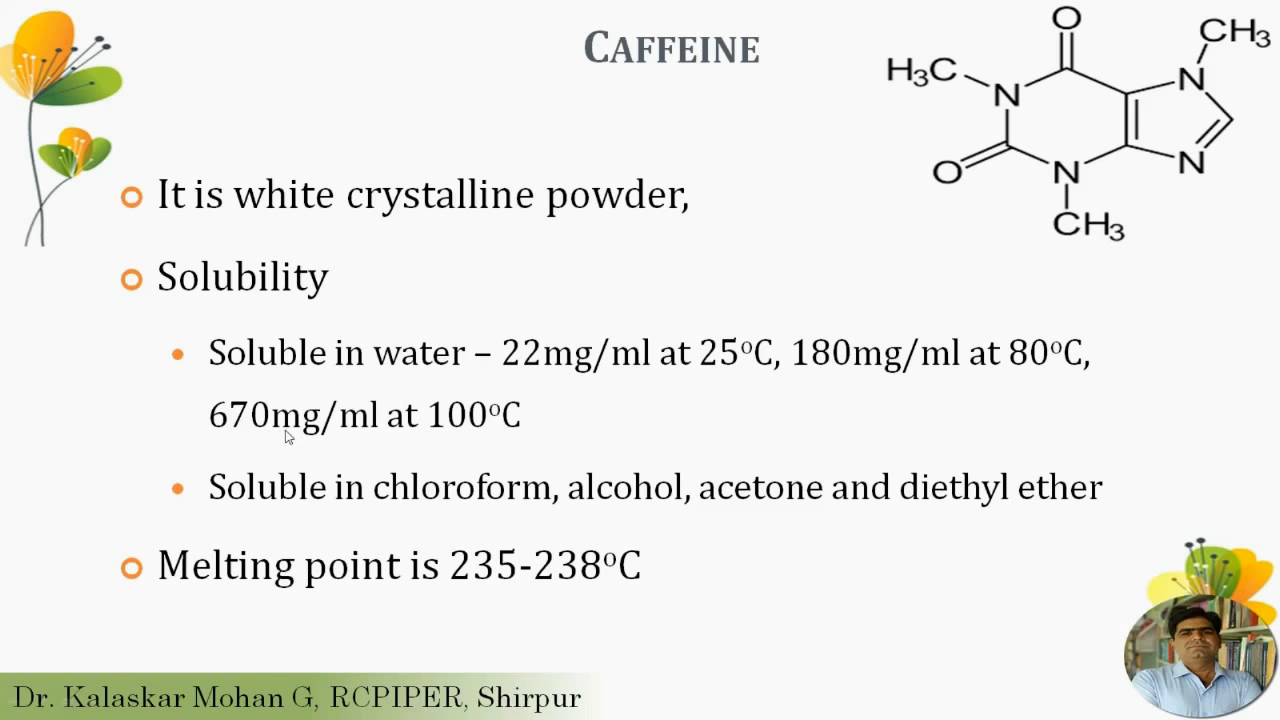 CAFFEINE
O
CH₃
H₃C
N
N
O
N
N
CH₃
It is white crystalline powder,
Solubility
Soluble in water – 22mg/ml at 25ᵒC, 180mg/ml at 80ᵒC,
670mg/ml at 100ᵒC
Soluble in chloroform, alcohol, acetone and diethyl ether
Melting point is 235-238ᵒC
Dr. Kalaskar Mohan G, RCPIPER, Shirpur